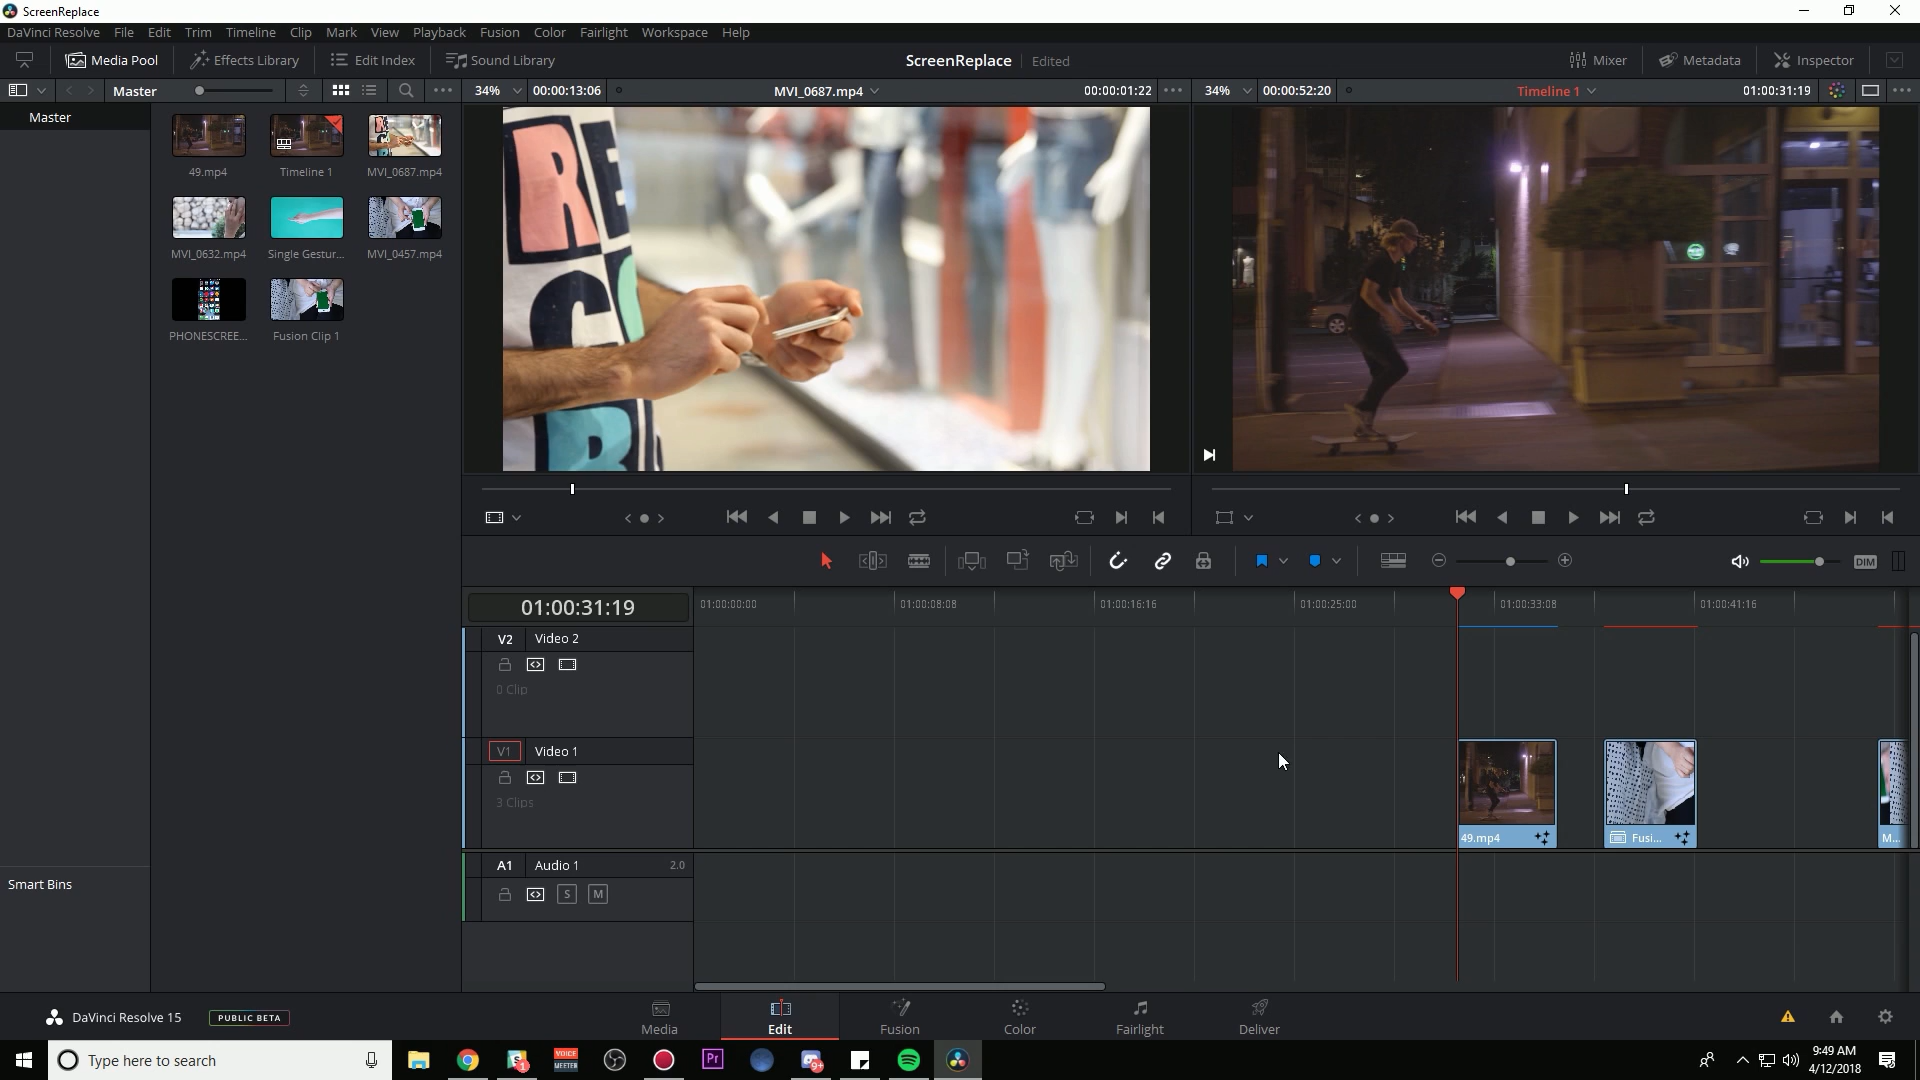 ScreenReplace
DaVinci Resolve File Edit Trim Timeline Clip Mark View Playback Fusion Color Fairlight Workspace Help
Media Pool Effects Library Edit Index Sound Library ScreenReplace Edited Mixer Metadata Inspector
Master 34% 00:00:13:06 MVI_0687.mp4 00:00:01:22 34% 00:00:52:20 Timeline 1 01:00:31:19
Master
49.mp4 Timeline 1 MVI_0687.mp4
MVI_0632.mp4 Single Gestur... MVI_0457.mp4
PHONESCREE... Fusion Clip 1
DIM
01:00:31:19 01:00:00:00 01:00:08:08 01:00:16:16 01:00:25:00 01:00:33:08 01:00:41:16
V2 Video 2
0 Clip
V1 Video 1
3 Clips
49.mp4 Fusi... M...
A1 Audio 1 2.0
S M
Smart Bins
DaVinci Resolve 15 PUBLIC BETA
Media Edit Fusion Color Fairlight Deliver
Type here to search
VOICE MEETER
Pr
1
9+
9:49 AM
4/12/2018